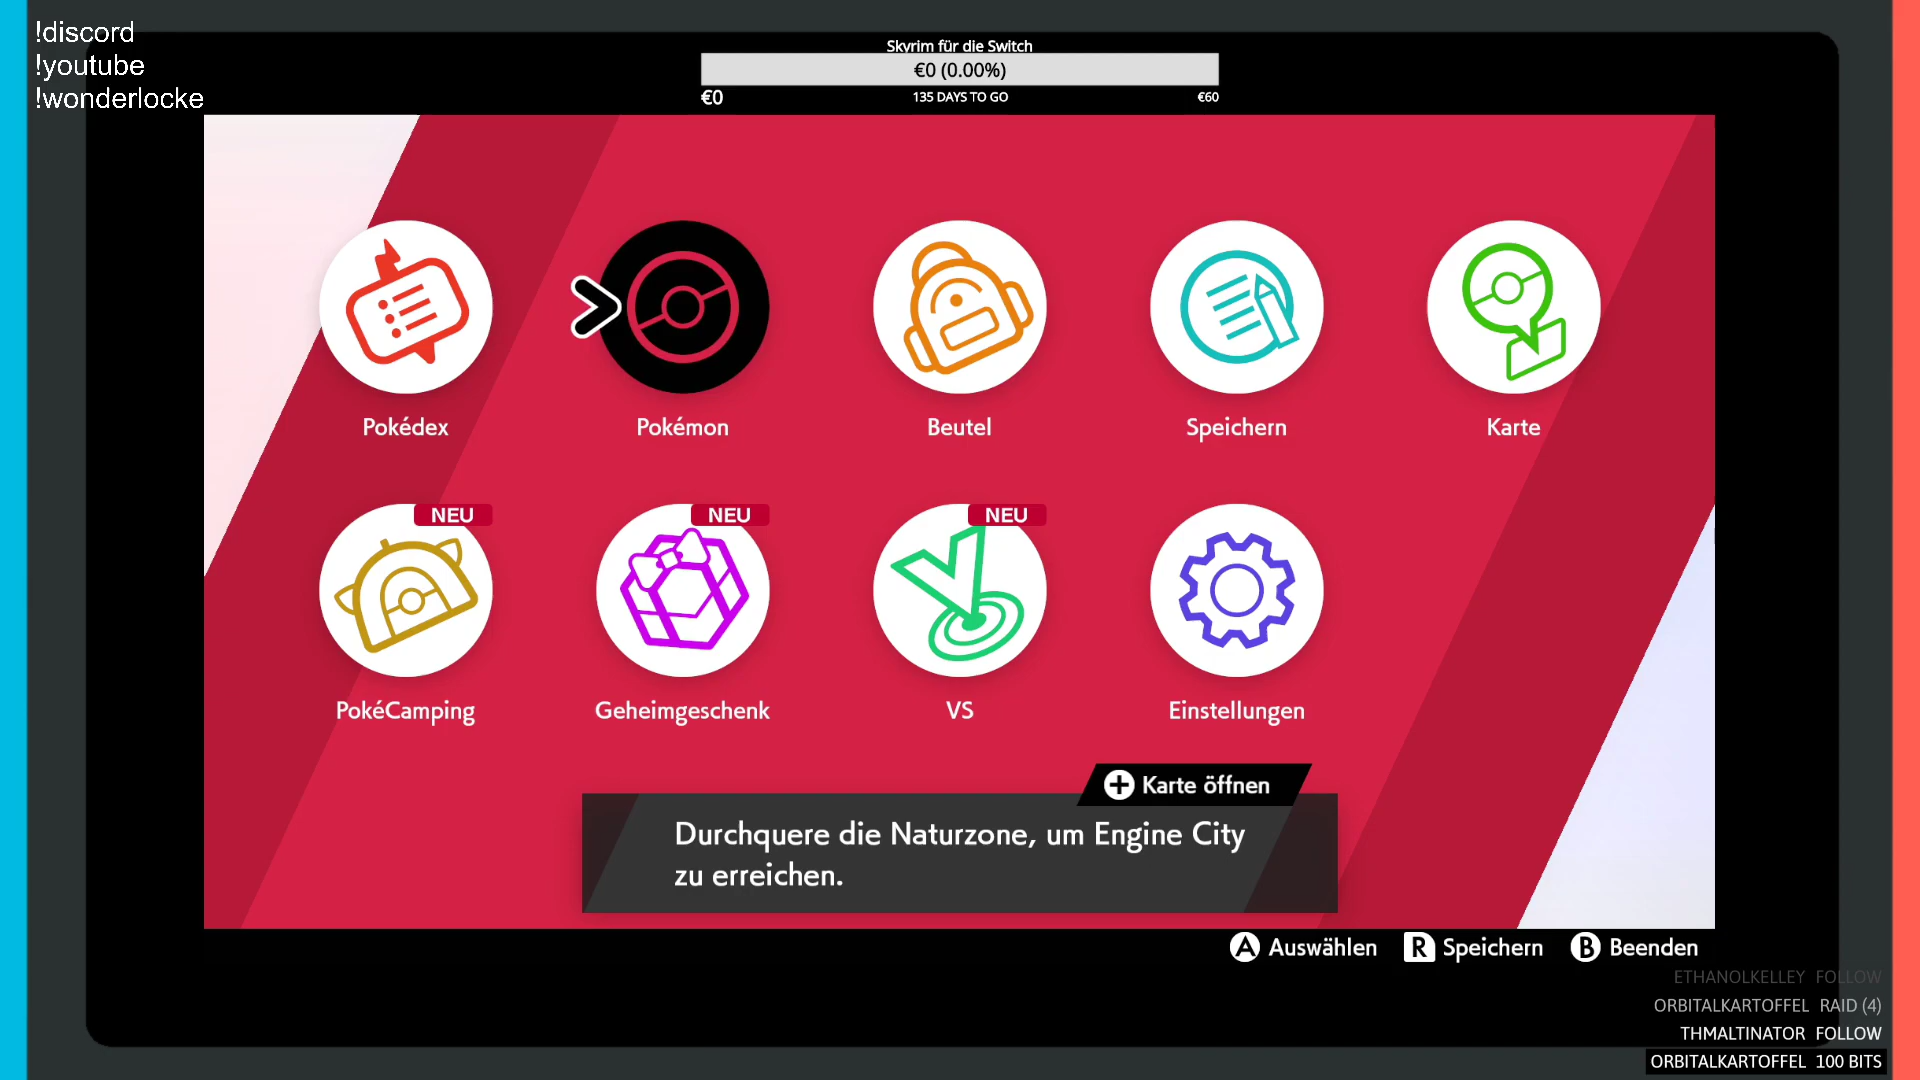 !discord
!youtube
!wonderlocke
Skyrim für die Switch
€0 (0.00%)
€0 135 DAYS TO GO €60
Pokédex Pokémon Beutel Speichern Karte
NEU NEU NEU
PokéCamping Geheimgeschenk VS Einstellungen
+ Karte öffnen
Durchquere die Naturzone, um Engine City
zu erreichen.
A Auswählen R Speichern B Beenden
ETHANOLKELLEY FOLLOW
ORBITALKARTOFFEL RAID (4)
THMALTINATOR FOLLOW
ORBITALKARTOFFEL 100 BITS